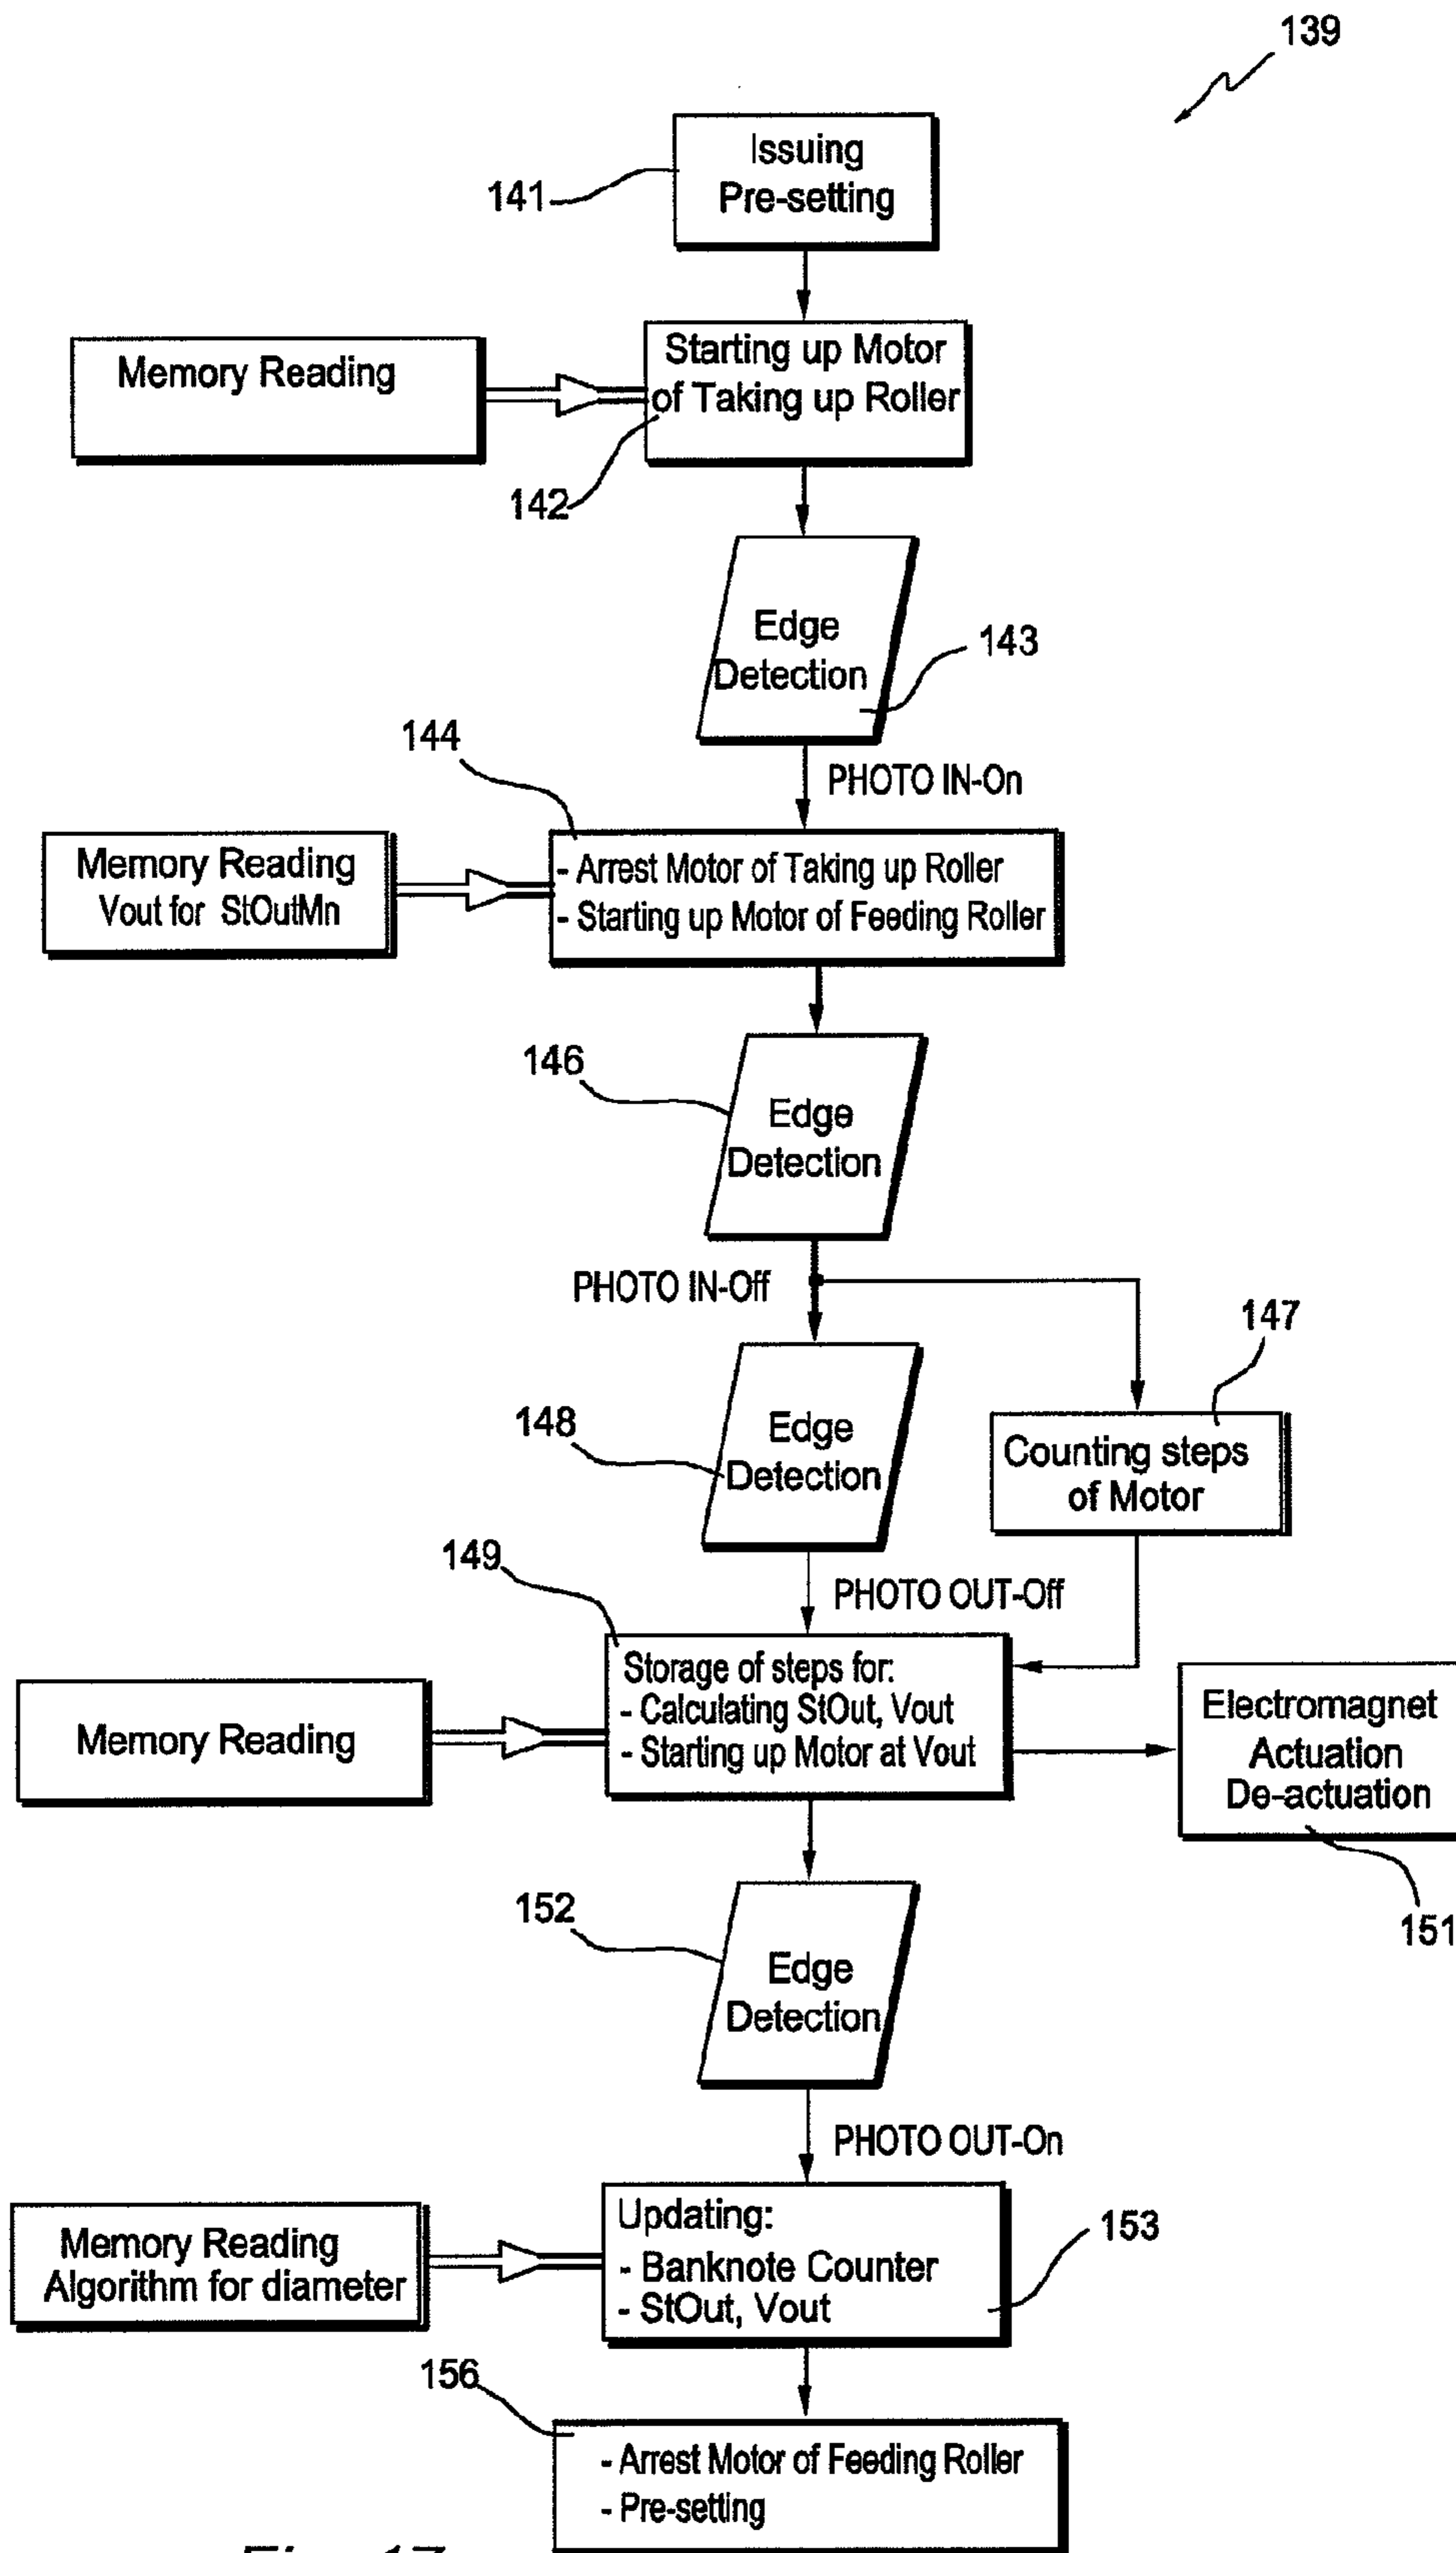 139
141
Issuing
Pre-setting
Memory Reading
Starting up Motor
of Taking up Roller
142
Edge
Detection
143
144
PHOTO IN-On
Memory Reading
Vout for StOutMn
- Arrest Motor of Taking up Roller
- Starting up Motor of Feeding Roller
146
Edge
Detection
PHOTO IN-Off
147
148
Edge
Detection
Counting steps
of Motor
149
PHOTO OUT-Off
Memory Reading
Storage of steps for:
- Calculating StOut, Vout
- Starting up Motor at Vout
Electromagnet
Actuation
De-actuation
151
152
Edge
Detection
PHOTO OUT-On
Memory Reading
Algorithm for diameter
Updating:
- Banknote Counter
- StOut, Vout
153
156
- Arrest Motor of Feeding Roller
- Pre-setting